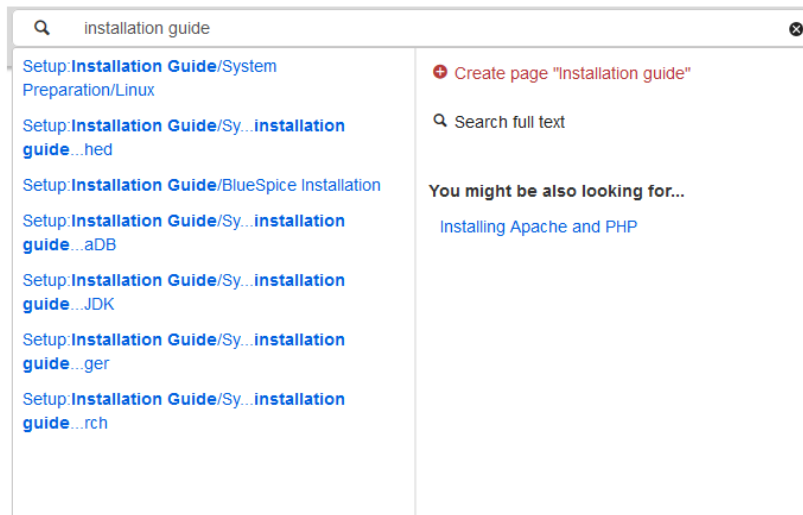 installation guide
Setup:Installation Guide/System
Preparation/Linux
Setup:Installation Guide/Sy...installation
guide...hed
Setup:Installation Guide/BlueSpice Installation
Setup:Installation Guide/Sy...installation
guide...aDB
Setup:Installation Guide/Sy...installation
guide...JDK
Setup:Installation Guide/Sy...installation
guide...ger
Setup:Installation Guide/Sy...installation
guide...rch
Create page "Installation guide"
Search full text
You might be also looking for...
Installing Apache and PHP